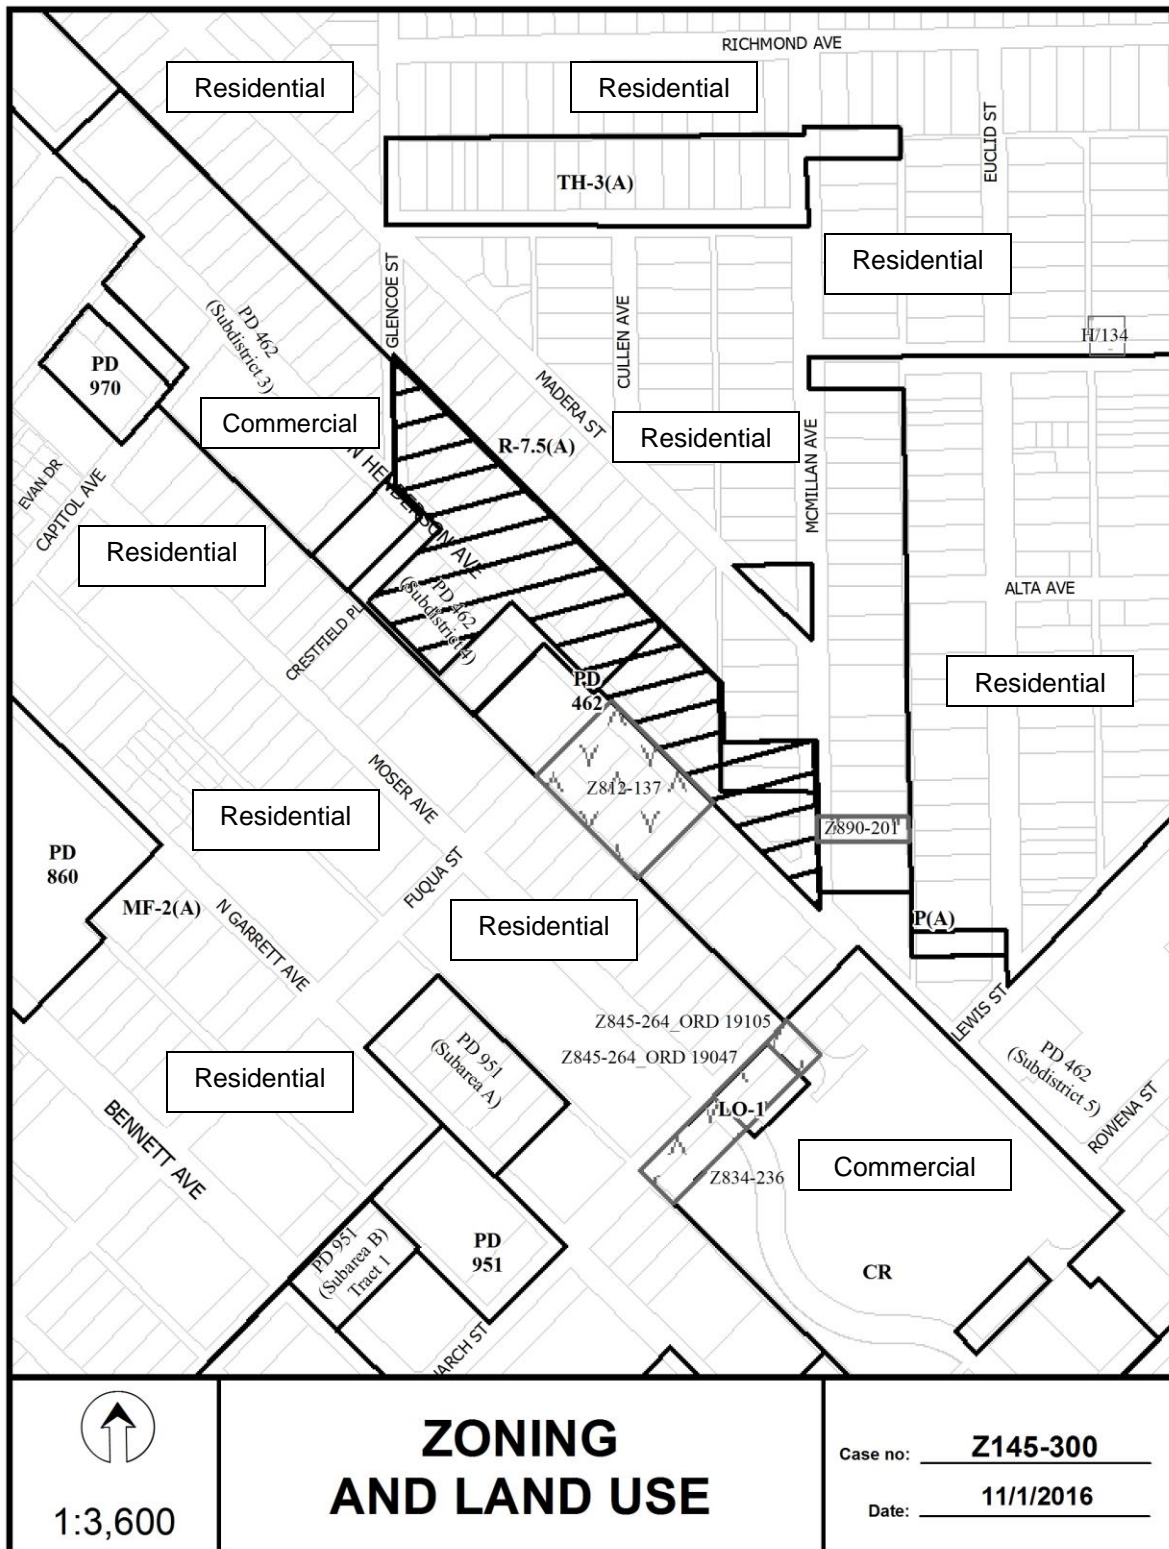 RICHMOND AVE
Residential
Residential
EUCLID ST
TH-3(A)
Residential
GLENCOE ST
PD 462
(Subdistrict 3)
CULLEN AVE
H/134
PD
970
MADERA ST
Commercial
R-7.5(A)
Residential
MCMILLAN AVE
N HENDERSON AVE
EVAN DR
CAPITOL AVE
Residential
PD 462
(Subdistrict 4)
ALTA AVE
CRESTFIELD PL
Residential
PD
462
MOSER AVE
Z812-137
Residential
Z890-201
PD
860
FUQUA ST
MF-2(A)
N GARRETT AVE
Residential
P(A)
LEWIS ST
Z845-264_ORD 19105
Z845-264_ORD 19047
PD 951
(Subarea A)
PD 462
(Subdistrict 5)
Residential
LO-1
ROWENA ST
BENNETT AVE
Commercial
Z834-236
PD 951
(Subarea B)
Tract 1
PD
951
CR
ARCH ST
1:3,600
ZONING
AND LAND USE
Case no: Z145-300
Date: 11/1/2016